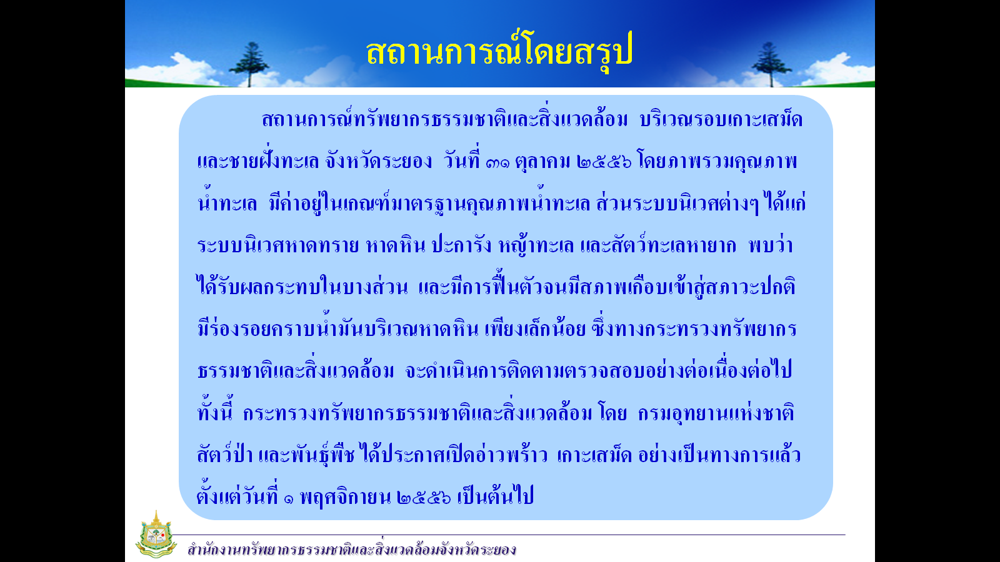 สถานการณ์โดยสรุป
สถานการณ์ทรัพยากรธรรมชาติและสิ่งแวดล้อม บริเวณรอบเกาะเสม็ด
และชายฝั่งทะเล จังหวัดระยอง วันที่ ๓๑ ตุลาคม ๒๕๕๖ โดยภาพรวมคุณภาพ
น้ำทะเล มีค่าอยู่ในเกณฑ์มาตรฐานคุณภาพน้ำทะเล ส่วนระบบนิเวศต่างๆ ได้แก่
ระบบนิเวศหาดทราย หาดหิน ปะการัง หญ้าทะเล และสัตว์ทะเลหายาก พบว่า
ได้รับผลกระทบในบางส่วน และมีการฟื้นตัวจนมีสภาพเกือบเข้าสู่สภาวะปกติ
มีร่องรอยคราบน้ำมันบริเวณหาดหิน เพียงเล็กน้อย ซึ่งทางกระทรวงทรัพยากร
ธรรมชาติและสิ่งแวดล้อม จะดำเนินการติดตามตรวจสอบอย่างต่อเนื่องต่อไป
ทั้งนี้ กระทรวงทรัพยากรธรรมชาติและสิ่งแวดล้อม โดย กรมอุทยานแห่งชาติ
สัตว์ป่า และพันธุ์พืช ได้ประกาศเปิดอ่าวพร้าว เกาะเสม็ด อย่างเป็นทางการแล้ว
ตั้งแต่วันที่ ๑ พฤศจิกายน ๒๕๕๖ เป็นต้นไป
สำนักงานทรัพยากรธรรมชาติและสิ่งแวดล้อมจังหวัดระยอง